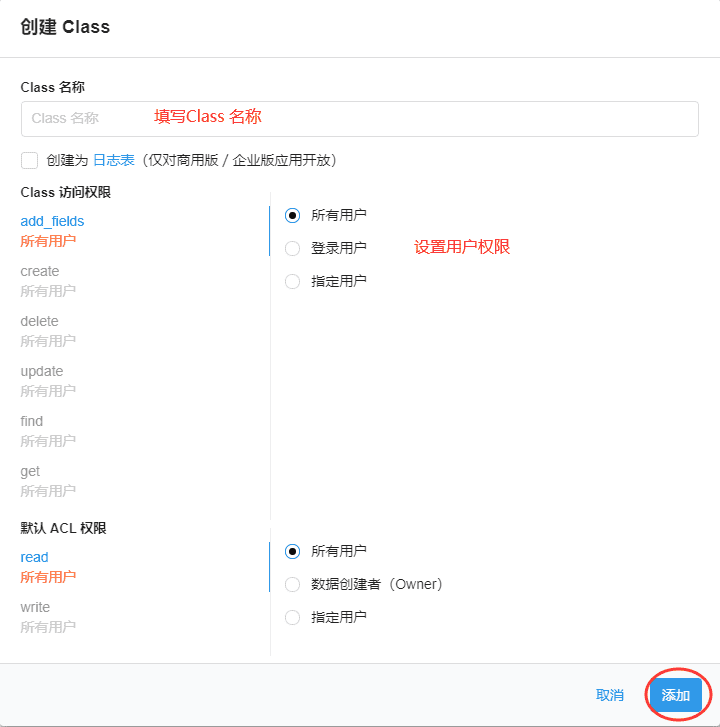 创建 Class
Class 名称
Class 名称 填写Class 名称
创建为 日志表（仅对商用版 / 企业版应用开放）
Class 访问权限
add_fields
所有用户
create
所有用户
delete
所有用户
update
所有用户
find
所有用户
get
所有用户
所有用户
登录用户 设置用户权限
指定用户
默认 ACL 权限
read
所有用户
write
所有用户
所有用户
数据创建者（Owner）
指定用户
取消 添加